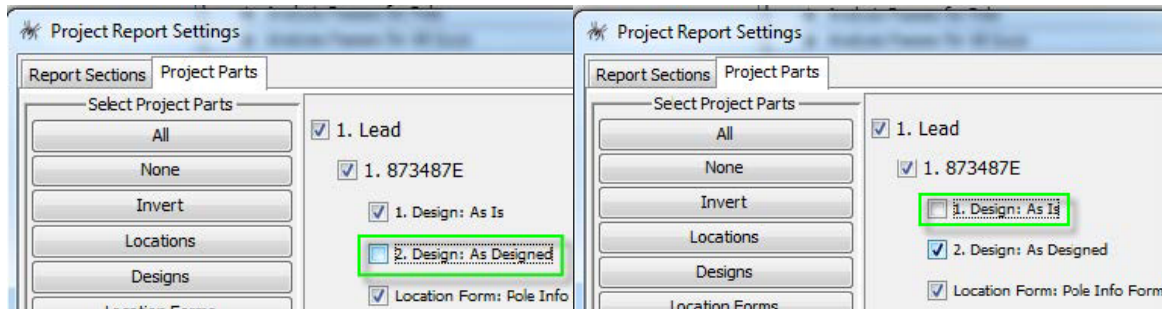 Project Report Settings
Report Sections Project Parts
Select Project Parts
All
None
Invert
Locations
Designs
1. Lead
1. 873487E
1. Design: As Is
2. Design: As Designed
Location Form: Pole Info
Project Report Settings
Report Sections Project Parts
Seect Project Parts
All
None
Invert
Locations
Designs
Location Forms
1. Lead
1. 873487E
1. Design: As Is
2. Design: As Designed
Location Form: Pole Info Form